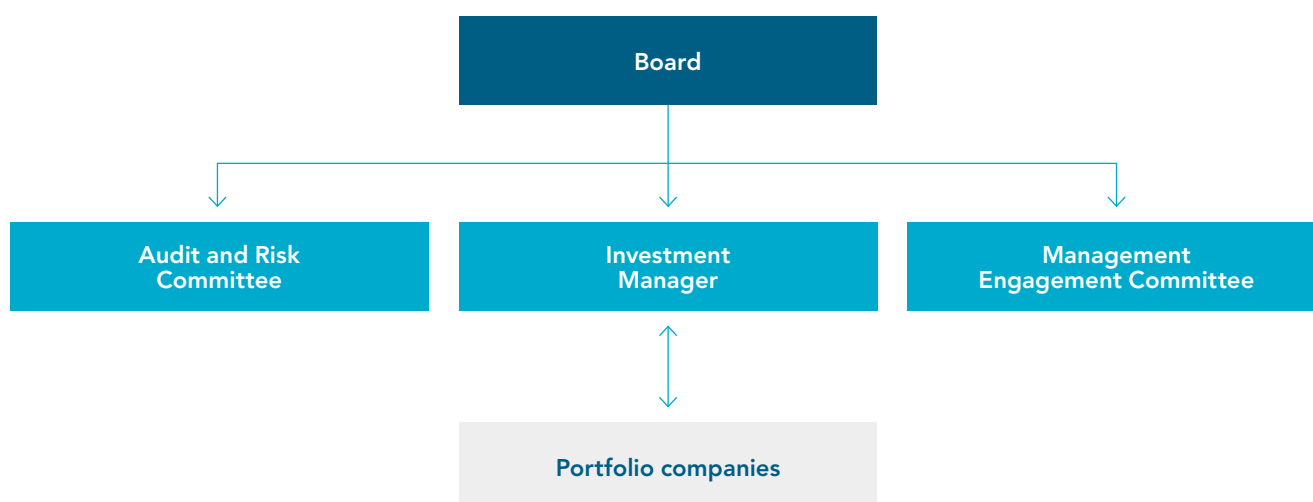 Board
Audit and Risk
Committee
Investment
Manager
Management
Engagement Committee
Portfolio companies